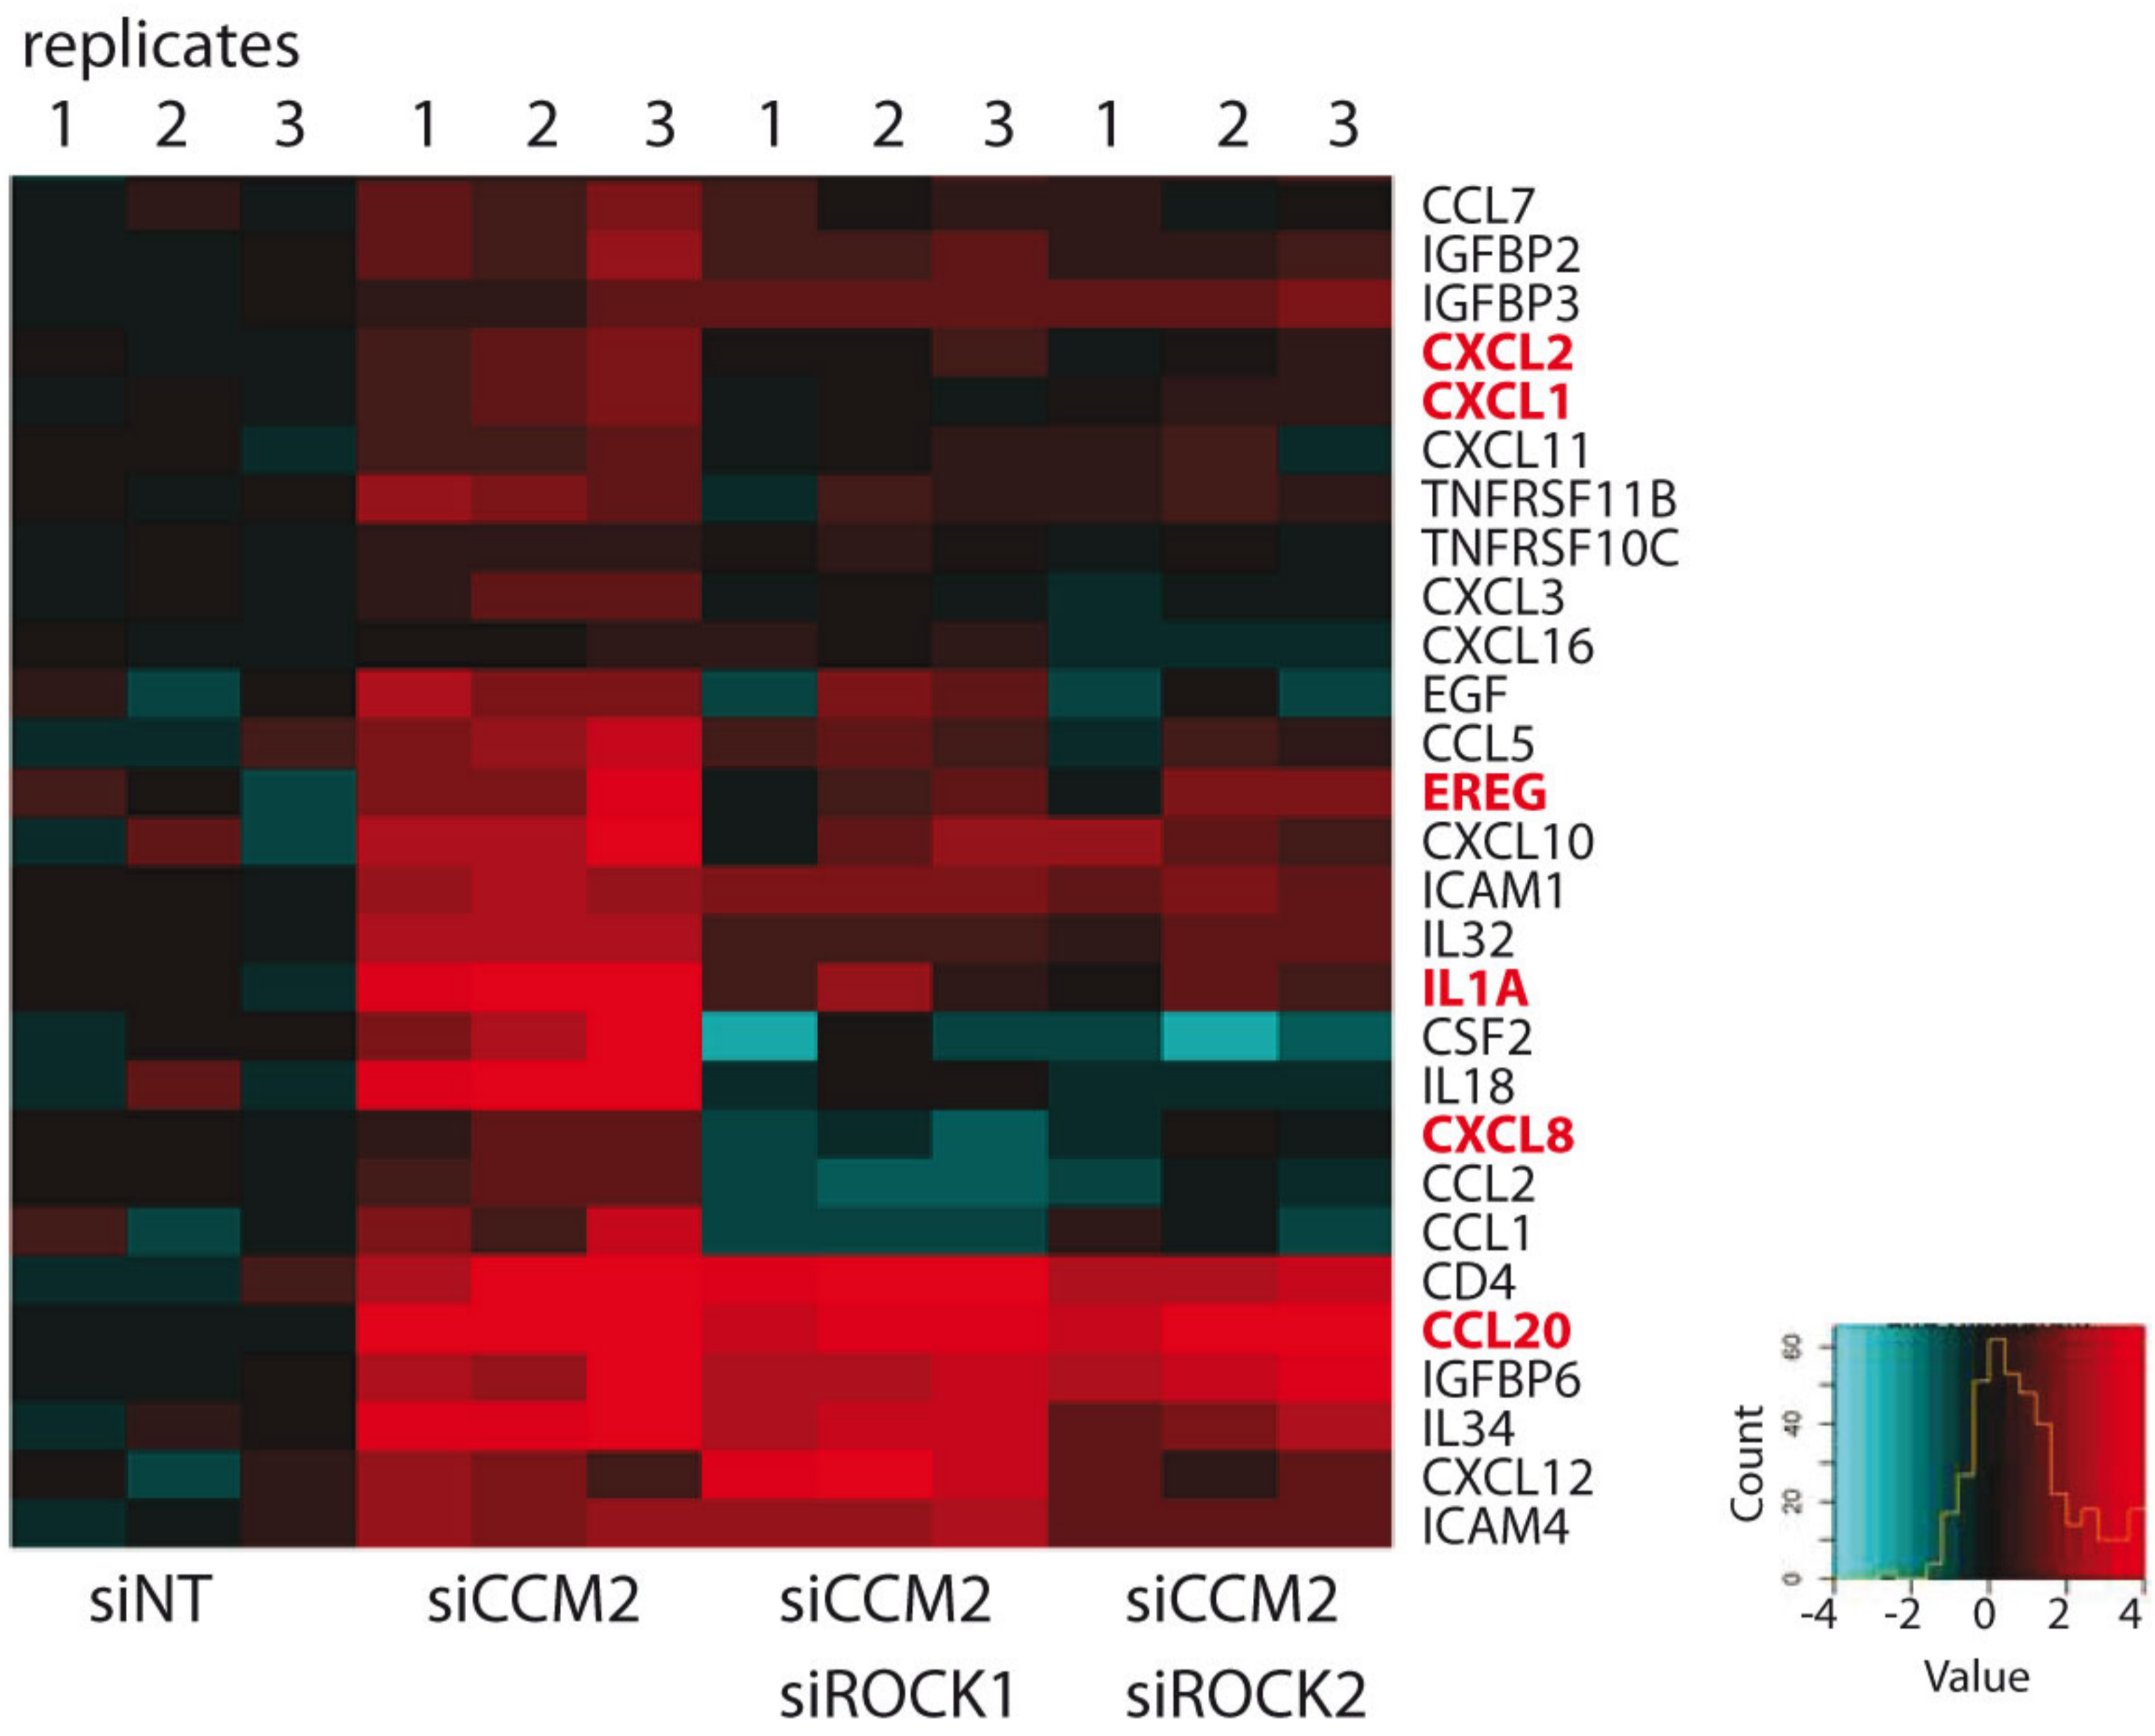 replicates
1 2 3 1 2 3 1 2 3 1 2 3
CCL7
IGFBP2
IGFBP3
CXCL2
CXCL1
CXCL11
TNFRSF11B
TNFRSF10C
CXCL3
CXCL16
EGF
CCL5
EREG
CXCL10
ICAM1
IL32
IL1A
CSF2
IL18
CXCL8
CCL2
CCL1
CD4
CCL20
IGFBP6
IL34
CXCL12
ICAM4
siNT siCCM2 siCCM2 siCCM2
siROCK1 siROCK2
Count
60
40
20
0
-4 -2 0 2 4
Value